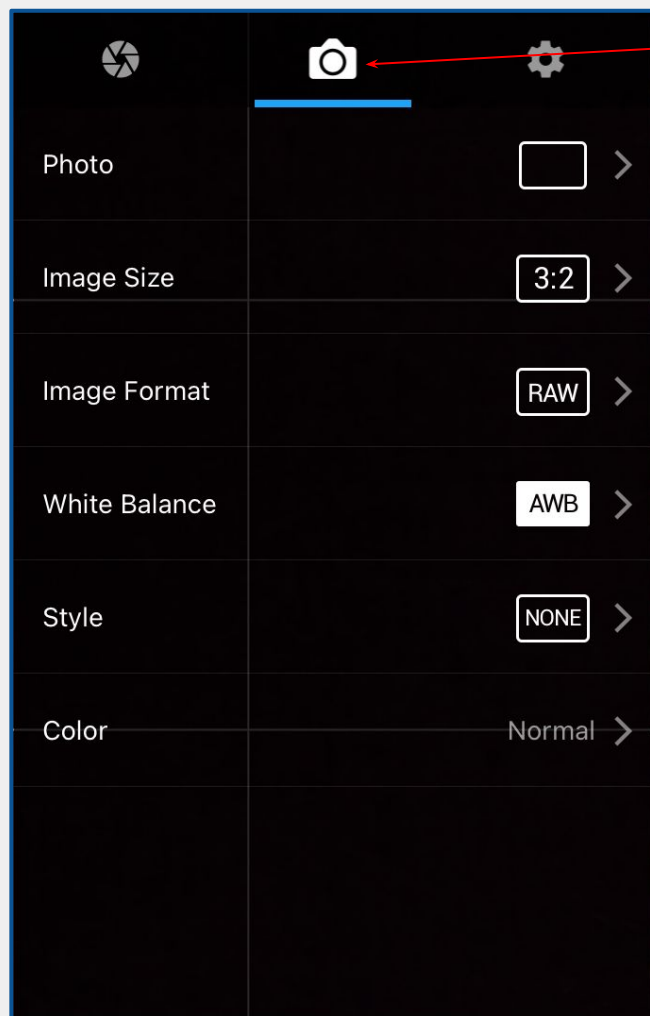 Photo
Image Size 3:2
Image Format RAW
White Balance AWB
Style NONE
Color Normal